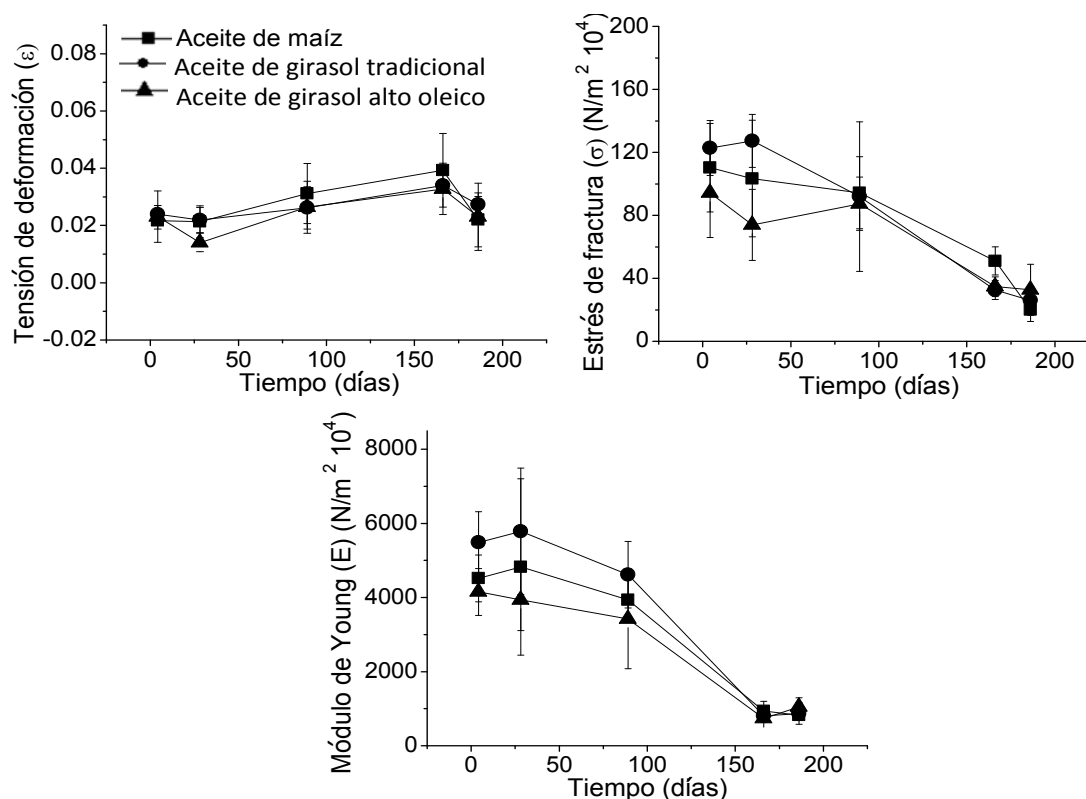 Aceite de maíz
Aceite de girasol tradicional
Aceite de girasol alto oleico
Tensión de deformación (ε)
0.08
0.06
0.04
0.02
0.00
-0.02
0 50 100 150 200
Tiempo (días)
Estrés de fractura (σ) (N/m² 10⁴)
200
160
120
80
40
0
0 50 100 150 200
Tiempo (días)
Módulo de Young (E) (N/m² 10⁴)
8000
6000
4000
2000
0
0 50 100 150 200
Tiempo (días)